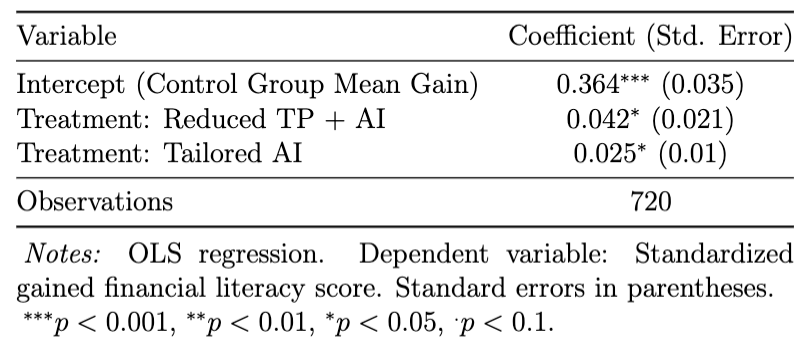 Variable Coefficient (Std. Error)
Intercept (Control Group Mean Gain) 0.364*** (0.035)
Treatment: Reduced TP + AI 0.042* (0.021)
Treatment: Tailored AI 0.025* (0.01)
Observations 720
Notes: OLS regression. Dependent variable: Standardized
gained financial literacy score. Standard errors in parentheses.
***p < 0.001, **p < 0.01, *p < 0.05, ·p < 0.1.